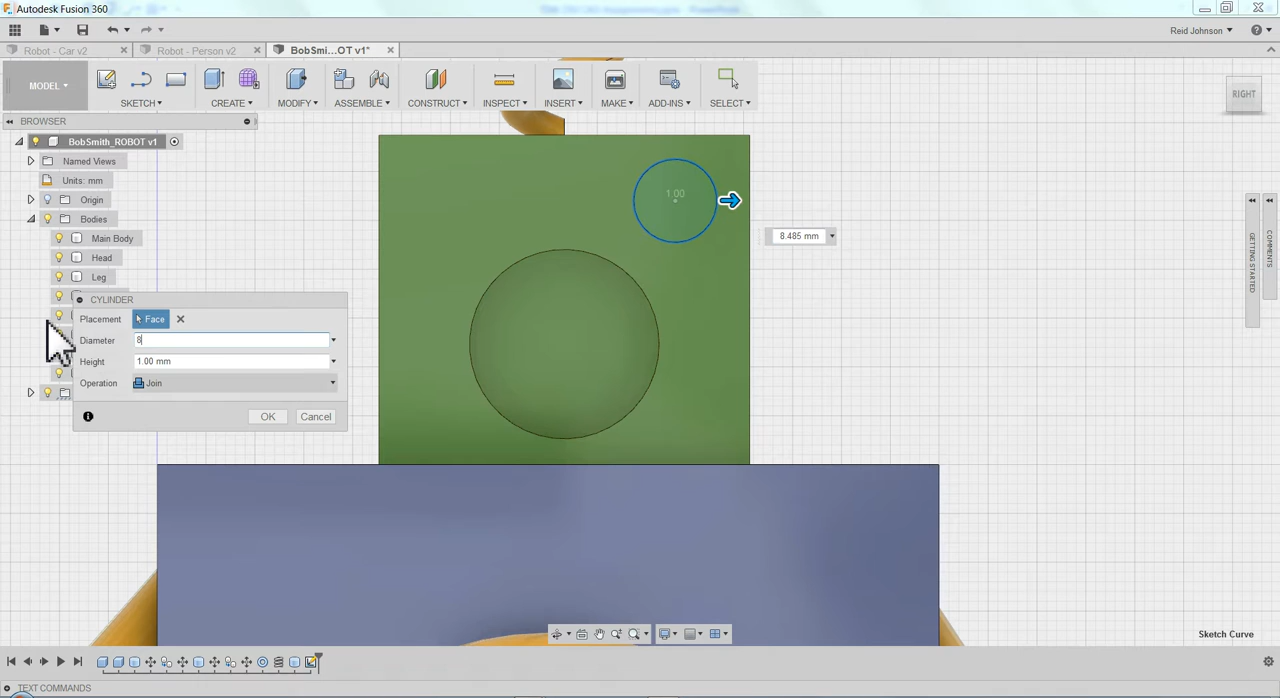 Autodesk Fusion 360
Reid Johnson
Robot - Car v2
Robot - Person v2
BobSmi...OT v1*
MODEL
SKETCH
CREATE
MODIFY
ASSEMBLE
CONSTRUCT
INSPECT
INSERT
MAKE
ADD-INS
SELECT
RIGHT
BROWSER
BobSmith_ROBOT v1
Named Views
Units: mm
Origin
Bodies
Main Body
Head
Leg
CYLINDER
Placement Face
Diameter 8
Height 1.00 mm
Operation Join
OK Cancel
1.00
8.485 mm
GETTING STARTED
COMMENTS
Sketch Curve
TEXT COMMANDS